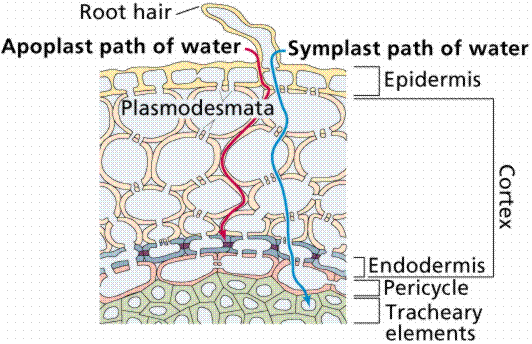 Root hair
Apoplast path of water
Symplast path of water
Epidermis
Plasmodesmata
Cortex
Endodermis
Pericycle
Tracheary
elements